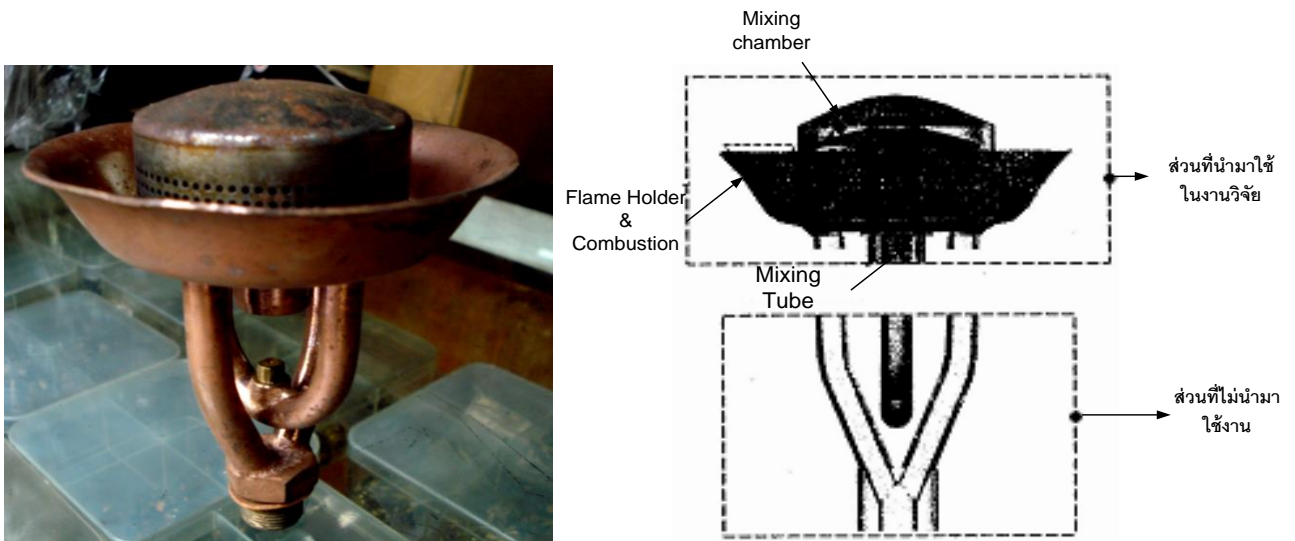 Mixing
chamber
ส่วนที่นำมาใช้
ในงานวิจัย
Flame Holder
&
Combustion
Mixing
Tube
ส่วนที่ไม่นำมา
ใช้งาน